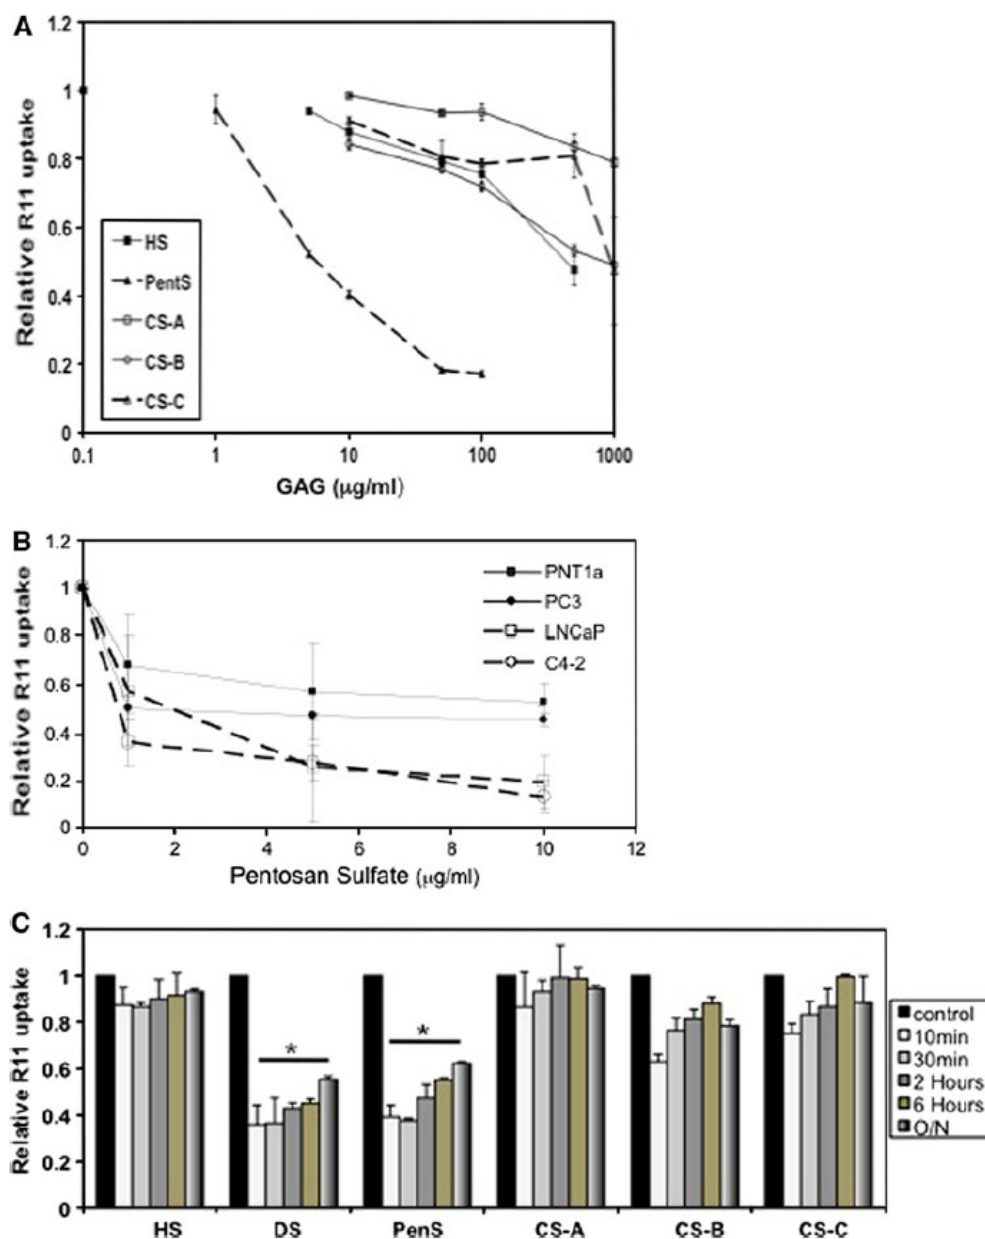 A
1.2
1
0.8
0.6
0.4
0.2
0
Relative R11 uptake
HS
PentS
CS-A
CS-B
CS-C
0.1 1 10 100 1000
GAG (μg/ml)
B
1.2
1
0.8
0.6
0.4
0.2
0
Relative R11 uptake
PNT1a
PC3
LNCaP
C4-2
0 2 4 6 8 10 12
Pentosan Sulfate (μg/ml)
C
1.2
1
0.8
0.6
0.4
0.2
0
Relative R11 uptake
* *
control
10min
30min
2 Hours
6 Hours
O/N
HS DS PenS CS-A CS-B CS-C